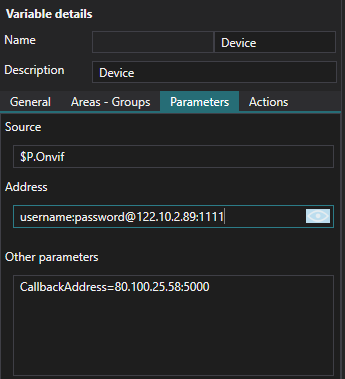 Variable details
Name Device
Description Device
General Areas - Groups Parameters Actions
Source
$P.Onvif
Address
username:password@122.10.2.89:1111
Other parameters
CallbackAddress=80.100.25.58:5000